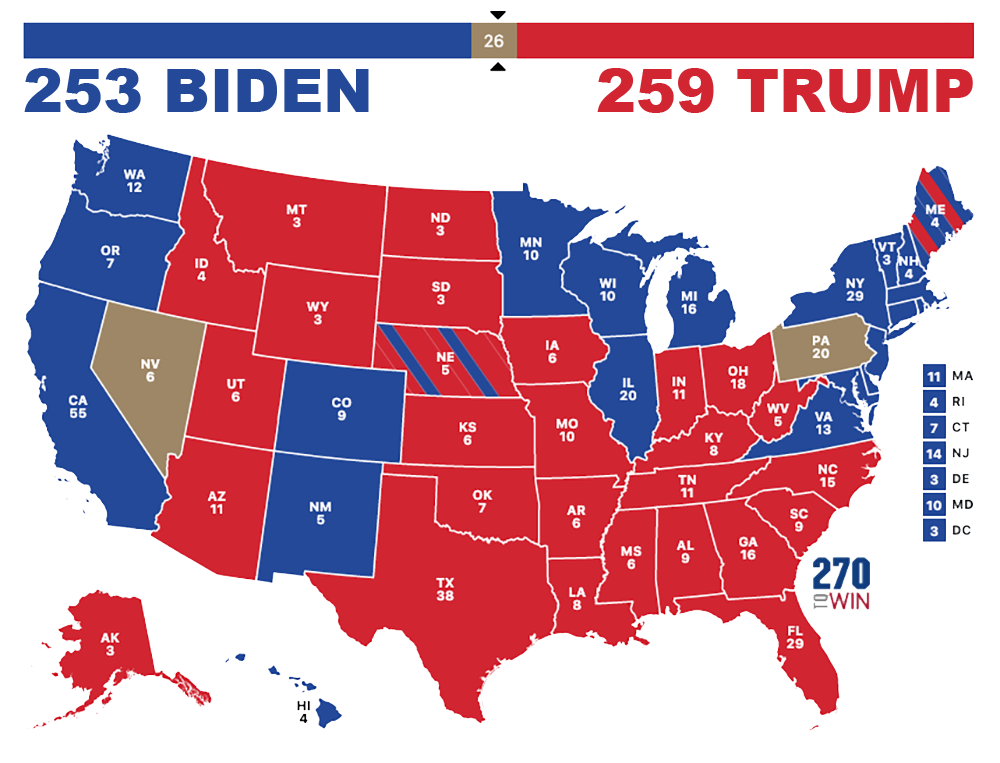 26
253 BIDEN
259 TRUMP
WA
12
OR
7
CA
55
NV
6
ID
4
MT
3
WY
3
UT
6
AZ
11
CO
9
NM
5
ND
3
SD
3
NE
5
KS
6
OK
7
TX
38
MN
10
IA
6
MO
10
AR
6
LA
8
WI
10
IL
20
MI
16
IN
11
OH
18
KY
8
TN
11
MS
6
AL
9
GA
16
FL
29
SC
9
NC
15
VA
13
WV
5
PA
20
NY
29
VT
3
NH
4
ME
4
11 MA
4 RI
7 CT
14 NJ
3 DE
10 MD
3 DC
AK
3
HI
4
270
TO WIN